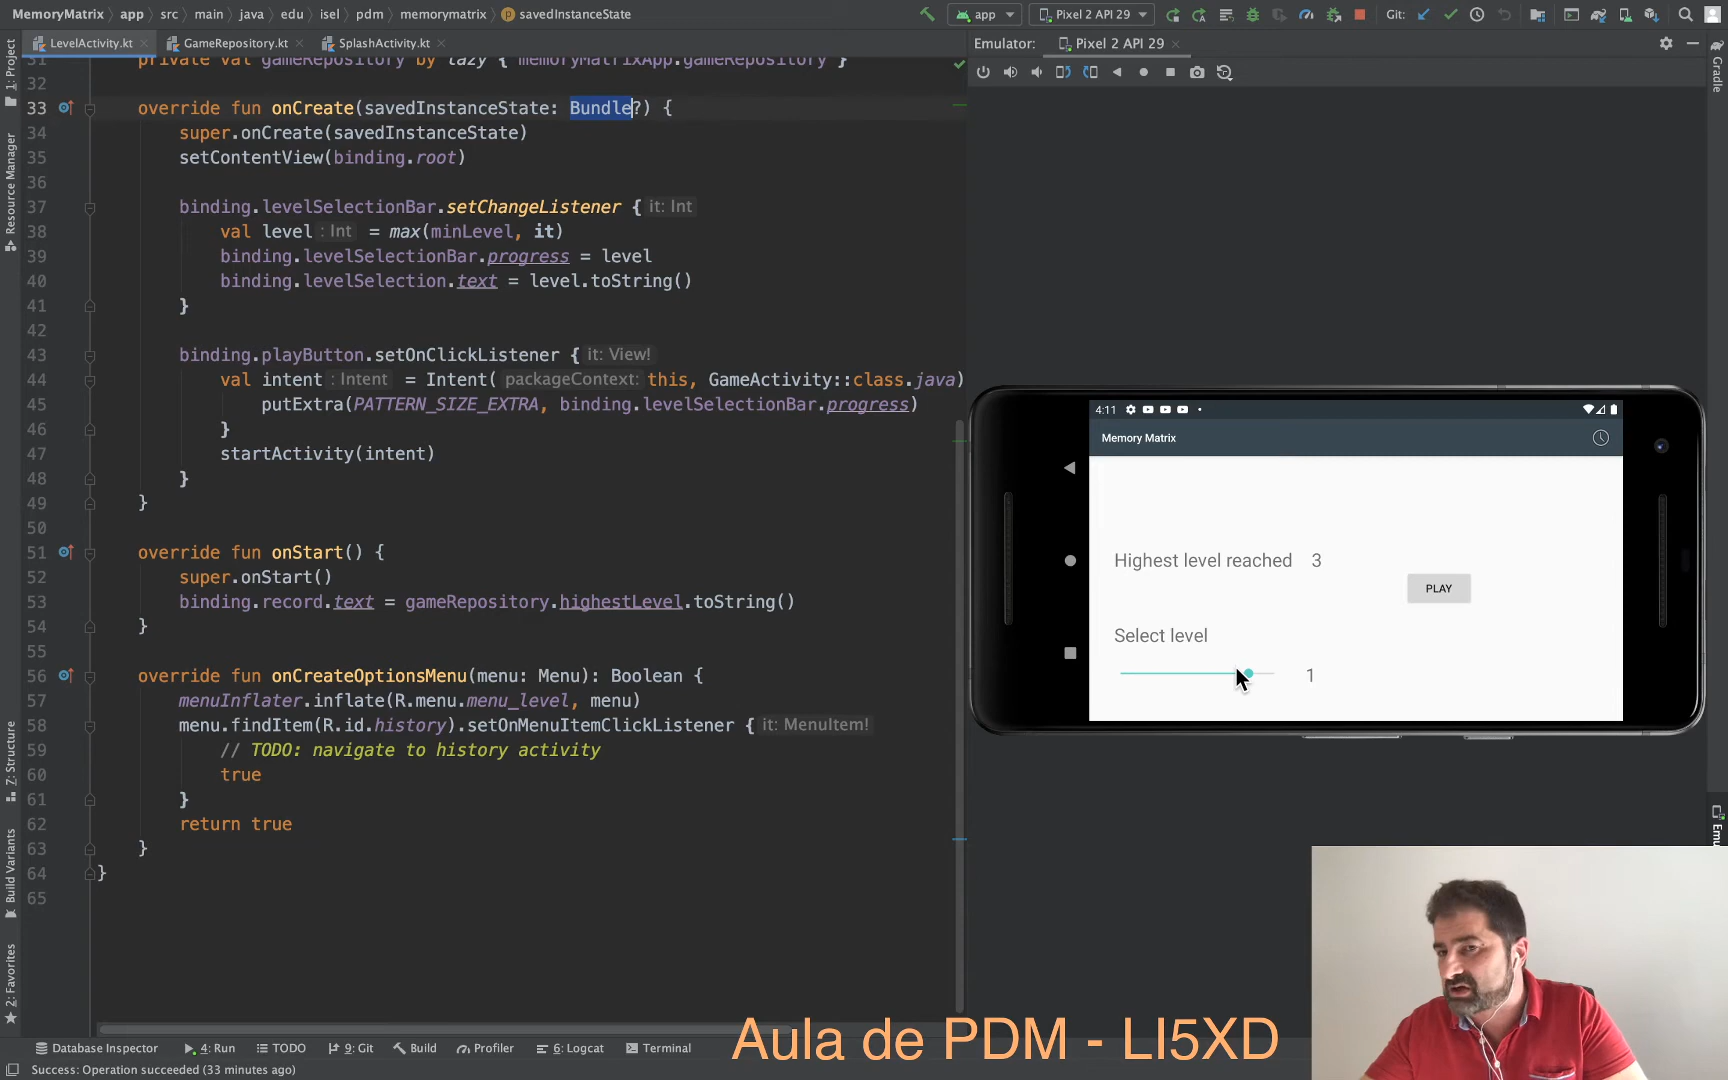 MemoryMatrix app src main java edu isel pdm memorymatrix savedInstanceState app Pixel 2 API 29 Git:
LevelActivity.kt GameRepository.kt SplashActivity.kt Emulator: Pixel 2 API 29
31 private val gameRepository by lazy { memoryMatrixApp.gameRepository }
32
33 override fun onCreate(savedInstanceState: Bundle?) {
34 super.onCreate(savedInstanceState)
35 setContentView(binding.root)
36
37 binding.levelSelectionBar.setChangeListener { it: Int
38 val level : Int = max(minLevel, it)
39 binding.levelSelectionBar.progress = level
40 binding.levelSelection.text = level.toString()
41 }
42
43 binding.playButton.setOnClickListener { it: View!
44 val intent : Intent = Intent( packageContext: this, GameActivity::class.java)
45 putExtra(PATTERN_SIZE_EXTRA, binding.levelSelectionBar.progress)
46 }
47 startActivity(intent)
48 }
49 }
50
51 override fun onStart() {
52 super.onStart()
53 binding.record.text = gameRepository.highestLevel.toString()
54 }
55
56 override fun onCreateOptionsMenu(menu: Menu): Boolean {
57 menuInflater.inflate(R.menu.menu_level, menu)
58 menu.findItem(R.id.history).setOnMenuItemClickListener { it: MenuItem!
59 // TODO: navigate to history activity
60 true
61 }
62 return true
63 }
64 }
65
1: Project
Resource Manager
Z: Structure
Build Variants
2: Favorites
Gradle
4:11
Memory Matrix
Highest level reached 3
PLAY
Select level
1
Aula de PDM - LI5XD
Database Inspector 4: Run TODO 9: Git Build Profiler 6: Logcat Terminal
Success: Operation succeeded (33 minutes ago)